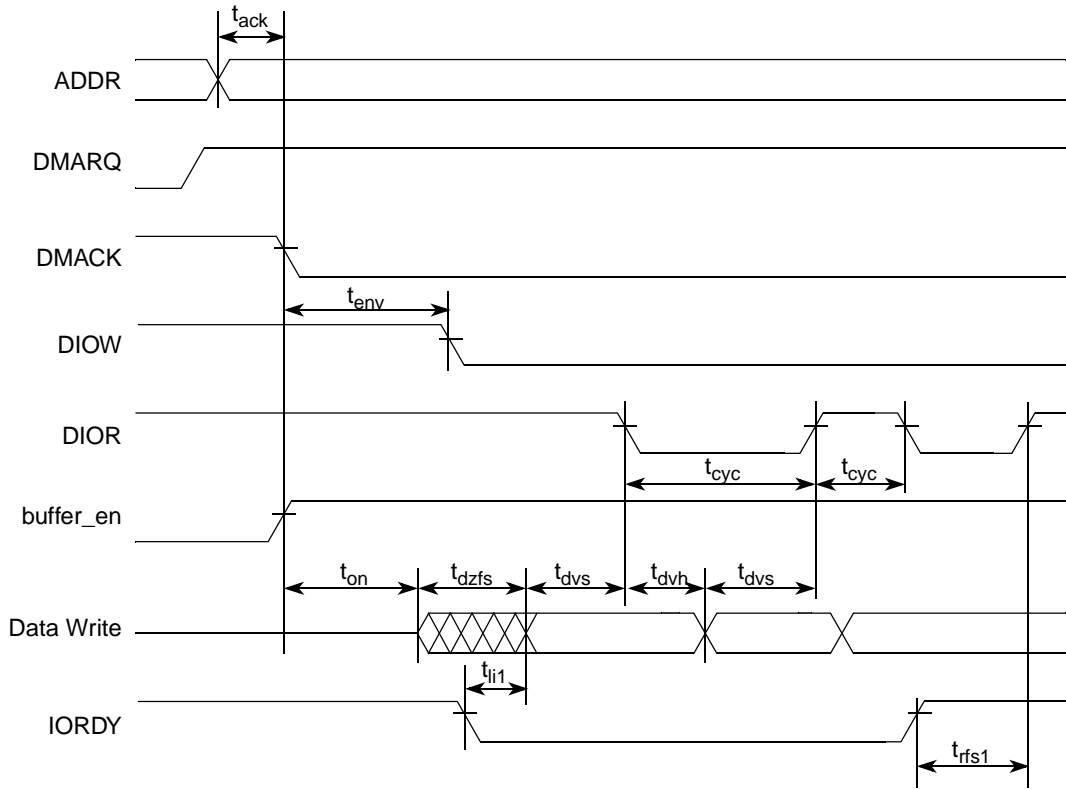 tack
ADDR
DMARQ
DMACK
tenv
DIOW
DIOR
tcyc tcyc
buffer_en
ton tdzfs tdvs tdvh tdvs
Data Write
tli1
IORDY
trfs1